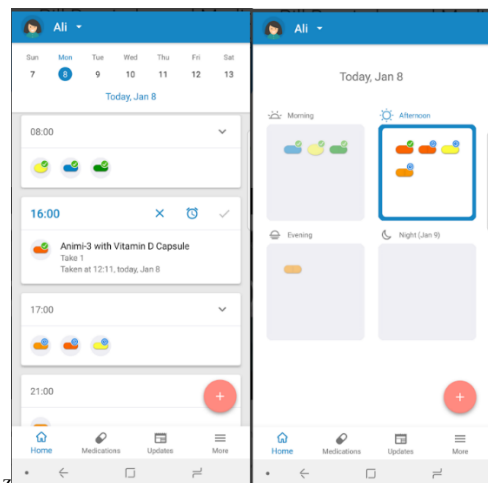 Ali
Sun Mon Tue Wed Thu Fri Sat
7 8 9 10 11 12 13
Today, Jan 8
08:00
16:00
Animi-3 with Vitamin D Capsule
Take 1
Taken at 12:11, today, Jan 8
17:00
21:00
+
Home Medications Updates More
Ali
Today, Jan 8
Morning Afternoon
Evening Night (Jan 9)
+
Home Medications Updates More